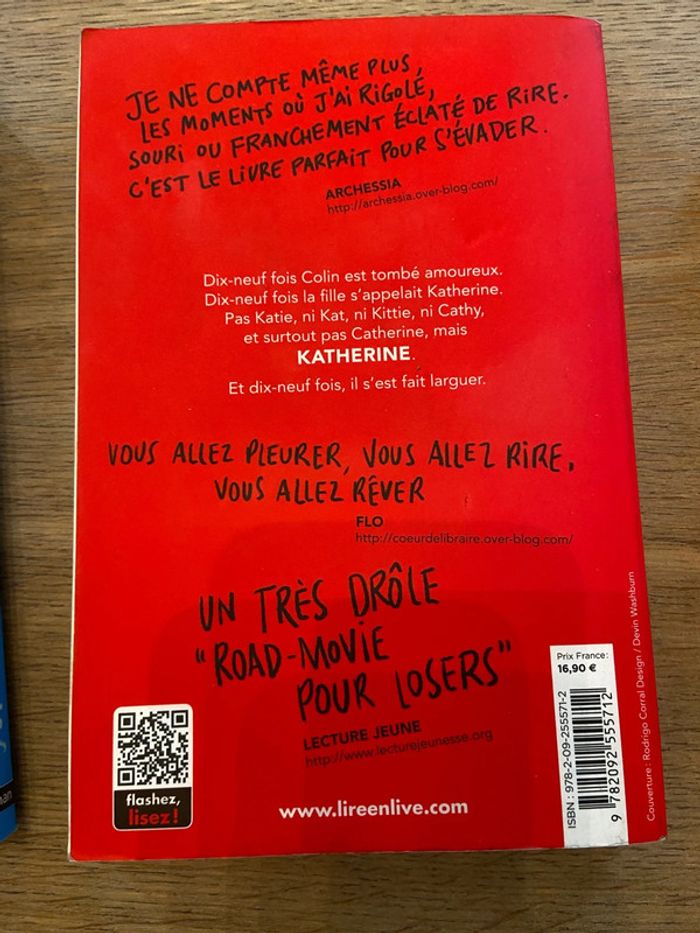 JE NE COMPTE MÊME PLUS,
LES MOMENTS OÙ J'AI RIGOLÉ,
SOURI OU FRANCHEMENT ÉCLATÉ DE RIRE.
C'EST LE LIVRE PARFAIT POUR S'ÉVADER.
ARCHESSIA
http://archessia.over-blog.com/
Dix-neuf fois Colin est tombé amoureux.
Dix-neuf fois la fille s'appelait Katherine.
Pas Katie, ni Kat, ni Kittie, ni Cathy,
et surtout pas Catherine, mais
KATHERINE.
Et dix-neuf fois, il s'est fait larguer.
VOUS ALLEZ PLEURER, VOUS ALLEZ RIRE,
VOUS ALLEZ RÊVER
FLO
http://coeurdelibraire.over-blog.com/
UN TRÈS DRÔLE
"ROAD-MOVIE
POUR LOSERS"
LECTURE JEUNE
http://www.lecturejeunesse.org
flashez,
lisez !
www.lireenlive.com
Prix France :
16,90 €
ISBN : 978-2-09-255571-2
9 782092 555712
Couverture : Rodrigo Corral Design / Devin Washburn